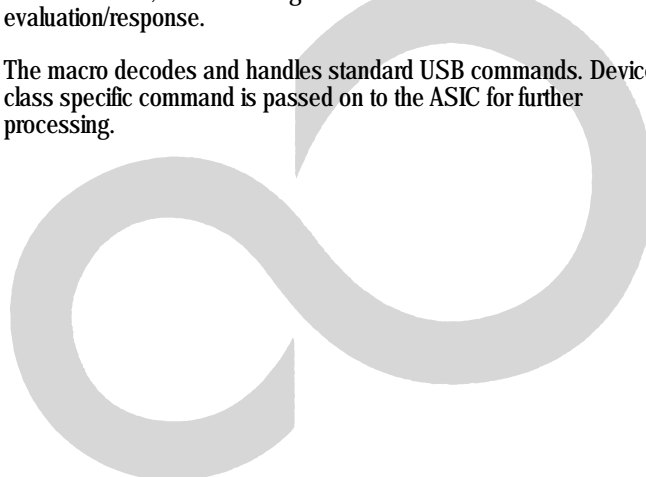 evaluation/response.
The macro decodes and handles standard USB commands. Device
class specific command is passed on to the ASIC for further
processing.